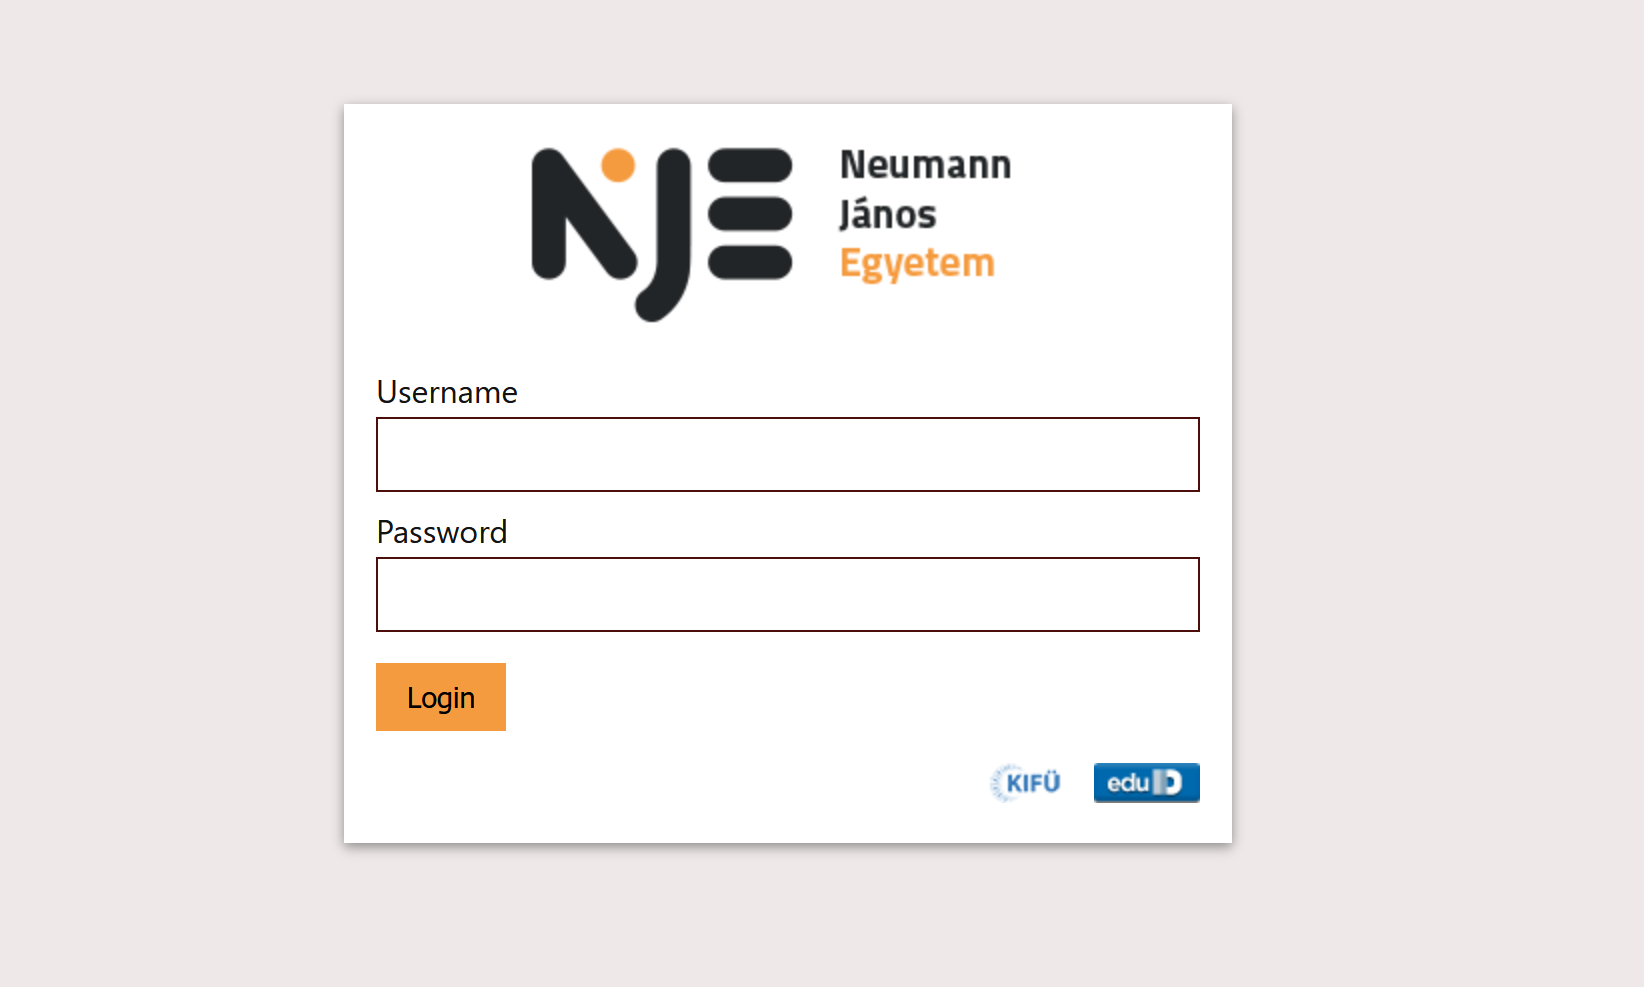 NJE
Neumann
János
Egyetem
Username
Password
Login
KIFÜ
eduID